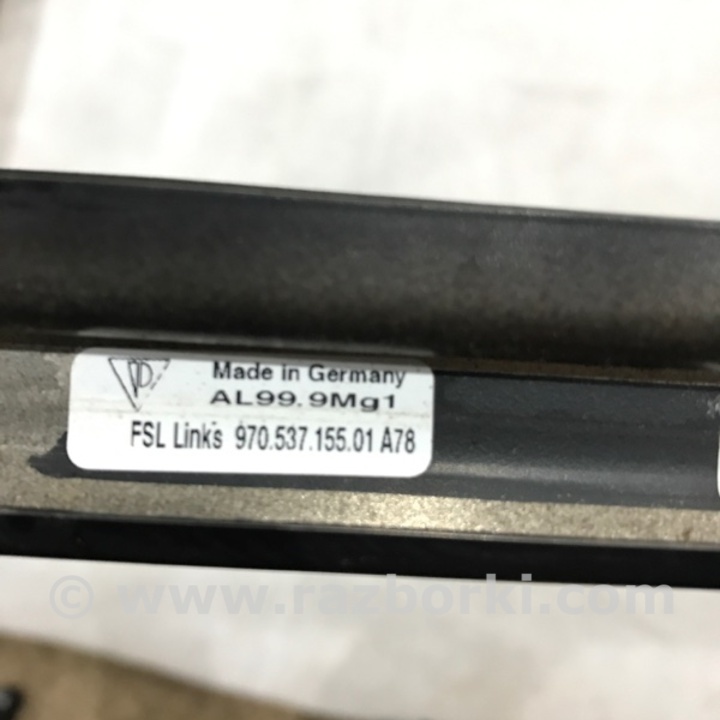 Made in Germany
AL99.9Mg1
FSL Links 970.537.155.01 A78
© www.razborki.com